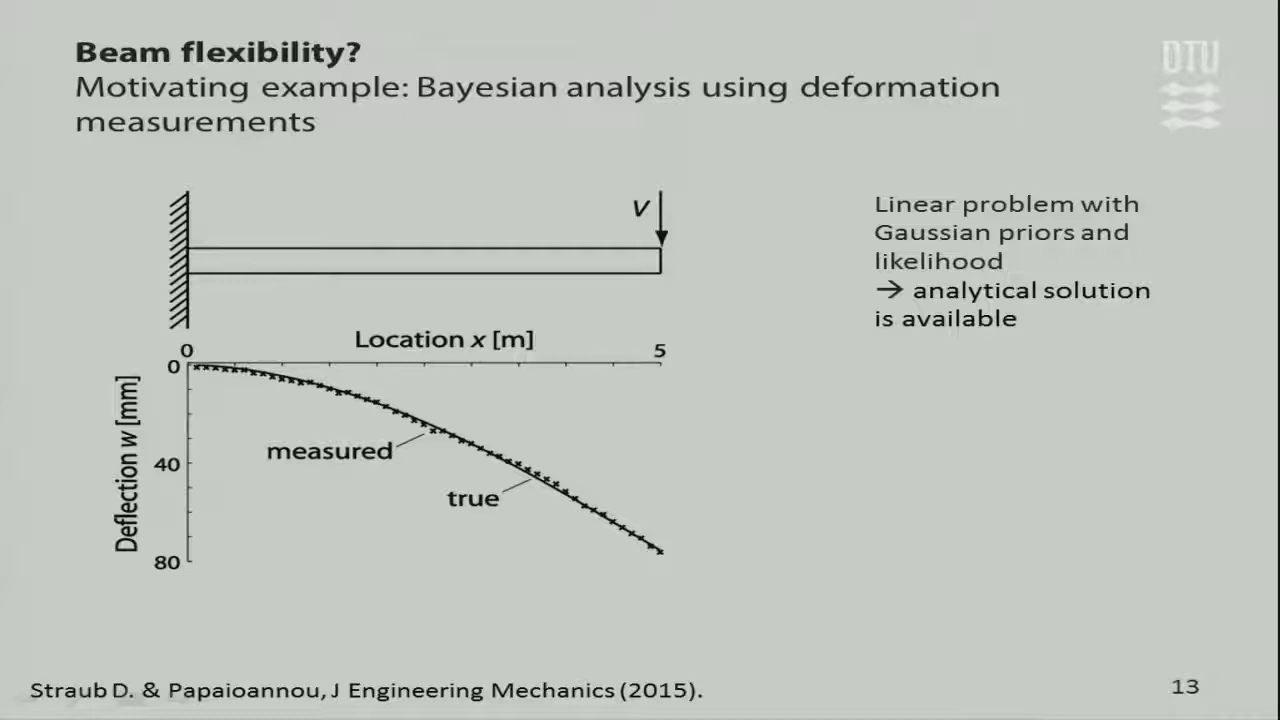 Beam flexibility?
Motivating example: Bayesian analysis using deformation
measurements
DTU
V
Linear problem with
Gaussian priors and
likelihood
→ analytical solution
is available
Location x [m]
0
5
0
40
80
Deflection w [mm]
measured
true
Straub D. & Papaioannou, J Engineering Mechanics (2015).
13